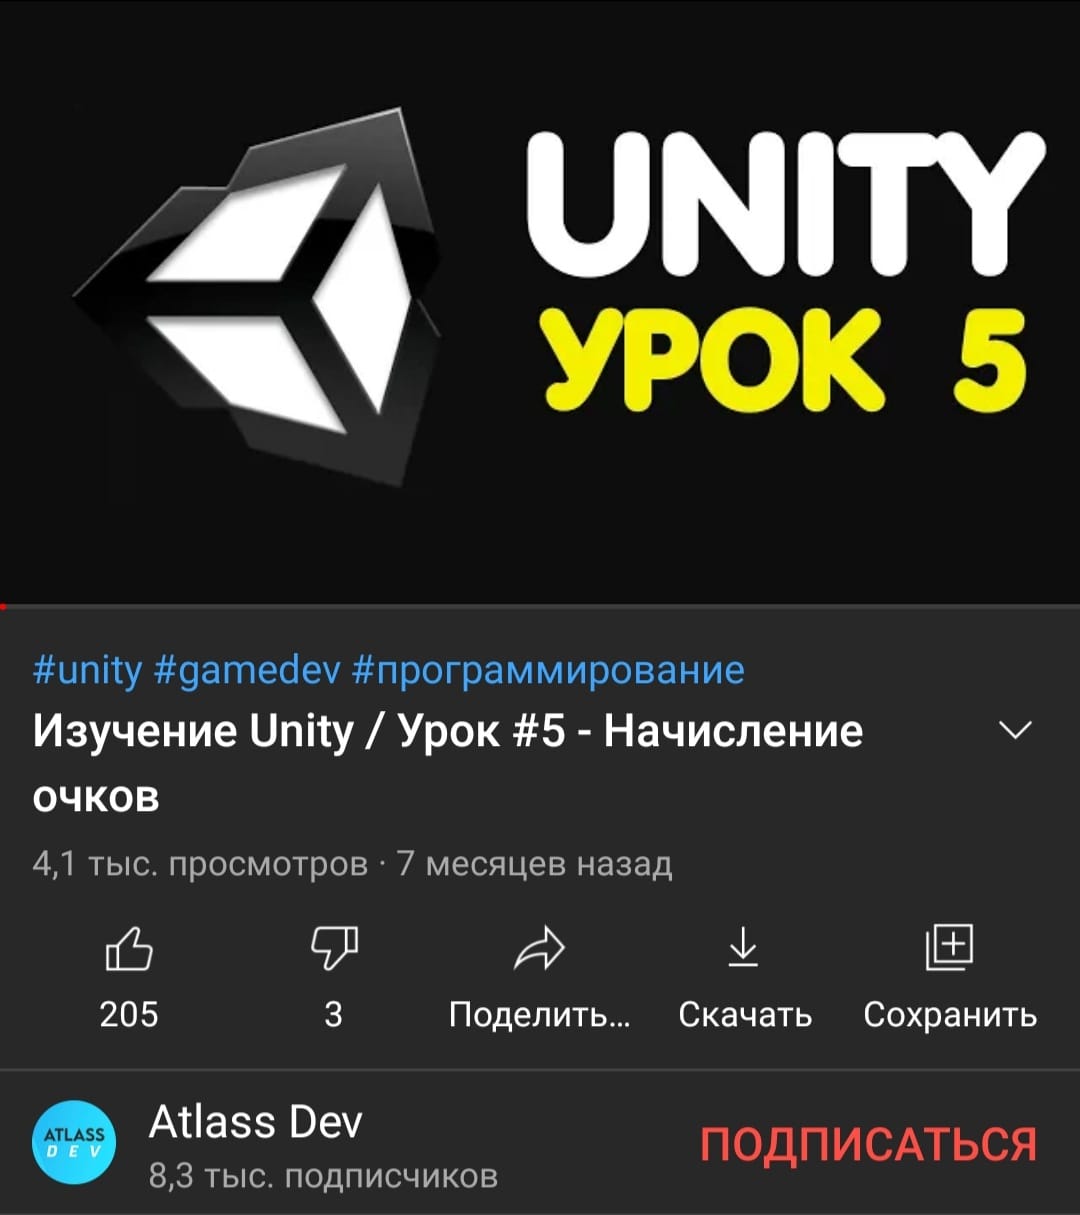 UNITY
УРОК 5
#unity #gamedev #программирование
Изучение Unity / Урок #5 - Начисление
очков
4,1 тыс. просмотров · 7 месяцев назад
205 3 Поделить... Скачать Сохранить
ATLASS
DEV
Atlass Dev
8,3 тыс. подписчиков
ПОДПИСАТЬСЯ